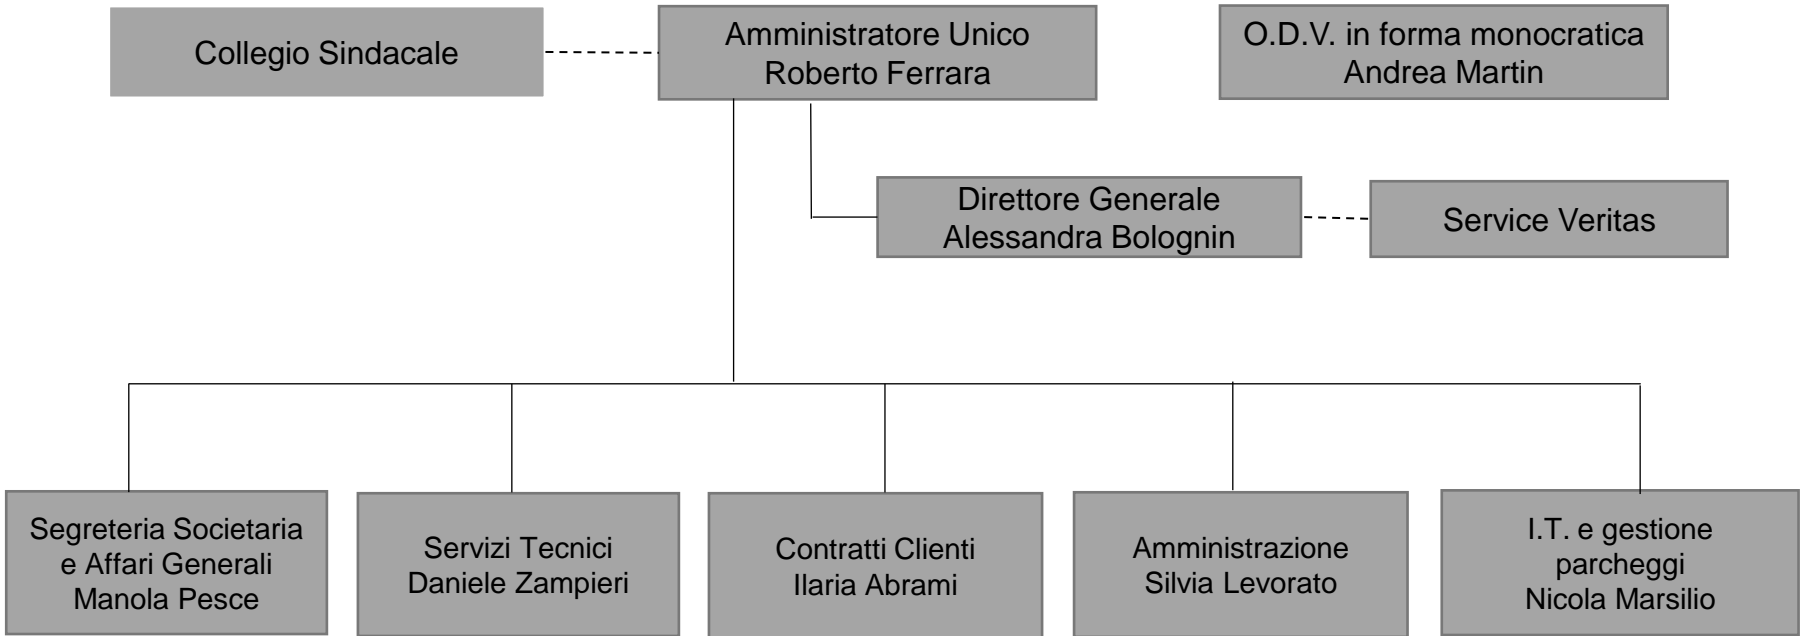 Collegio Sindacale
Amministratore Unico
Roberto Ferrara
O.D.V. in forma monocratica
Andrea Martin
Direttore Generale
Alessandra Bolognin
Service Veritas
Segreteria Societaria
e Affari Generali
Manola Pesce
Servizi Tecnici
Daniele Zampieri
Contratti Clienti
Ilaria Abrami
Amministrazione
Silvia Levorato
I.T. e gestione
parcheggi
Nicola Marsilio